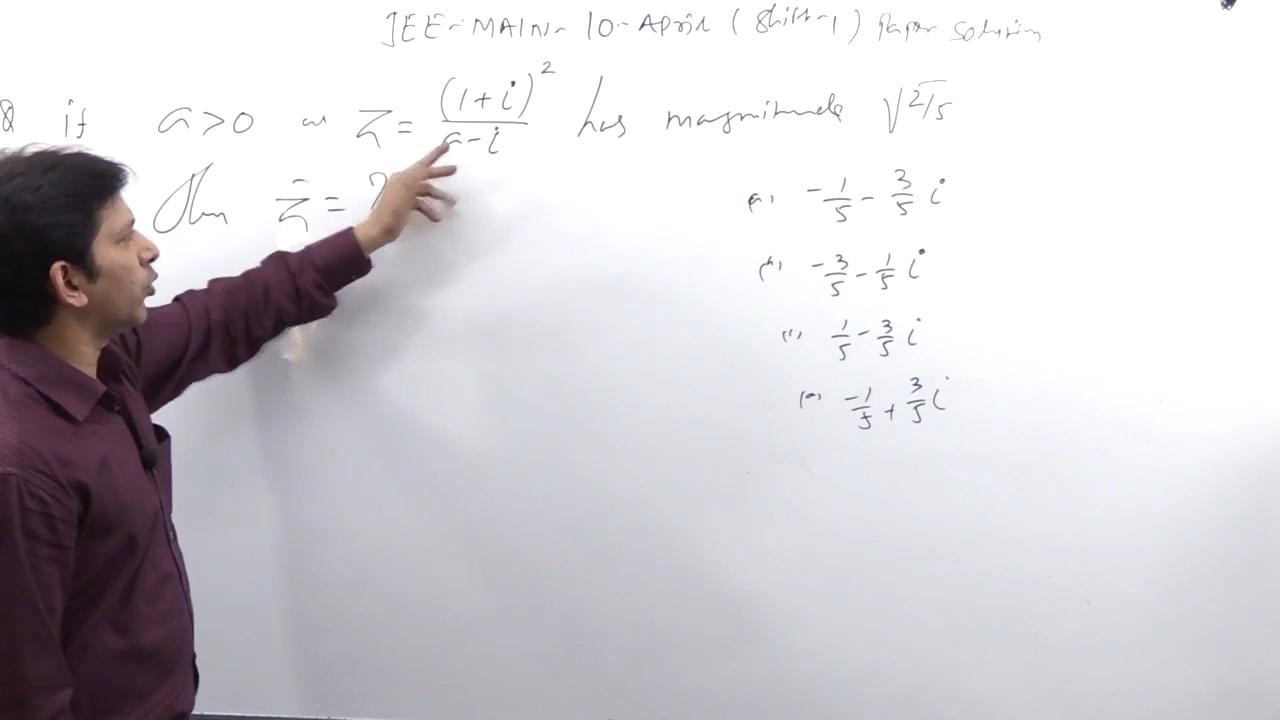 JEE-MAIN- 10-April (shift-1) Paper solution
Q if a>0 as z = (1+i)² / a-i has magnitude √2/5
Then z̄ = ?
(a) -1/5 - 3/5 i
(b) -3/5 - 1/5 i
(c) 1/5 - 3/5 i
(d) -1/5 + 3/5 i